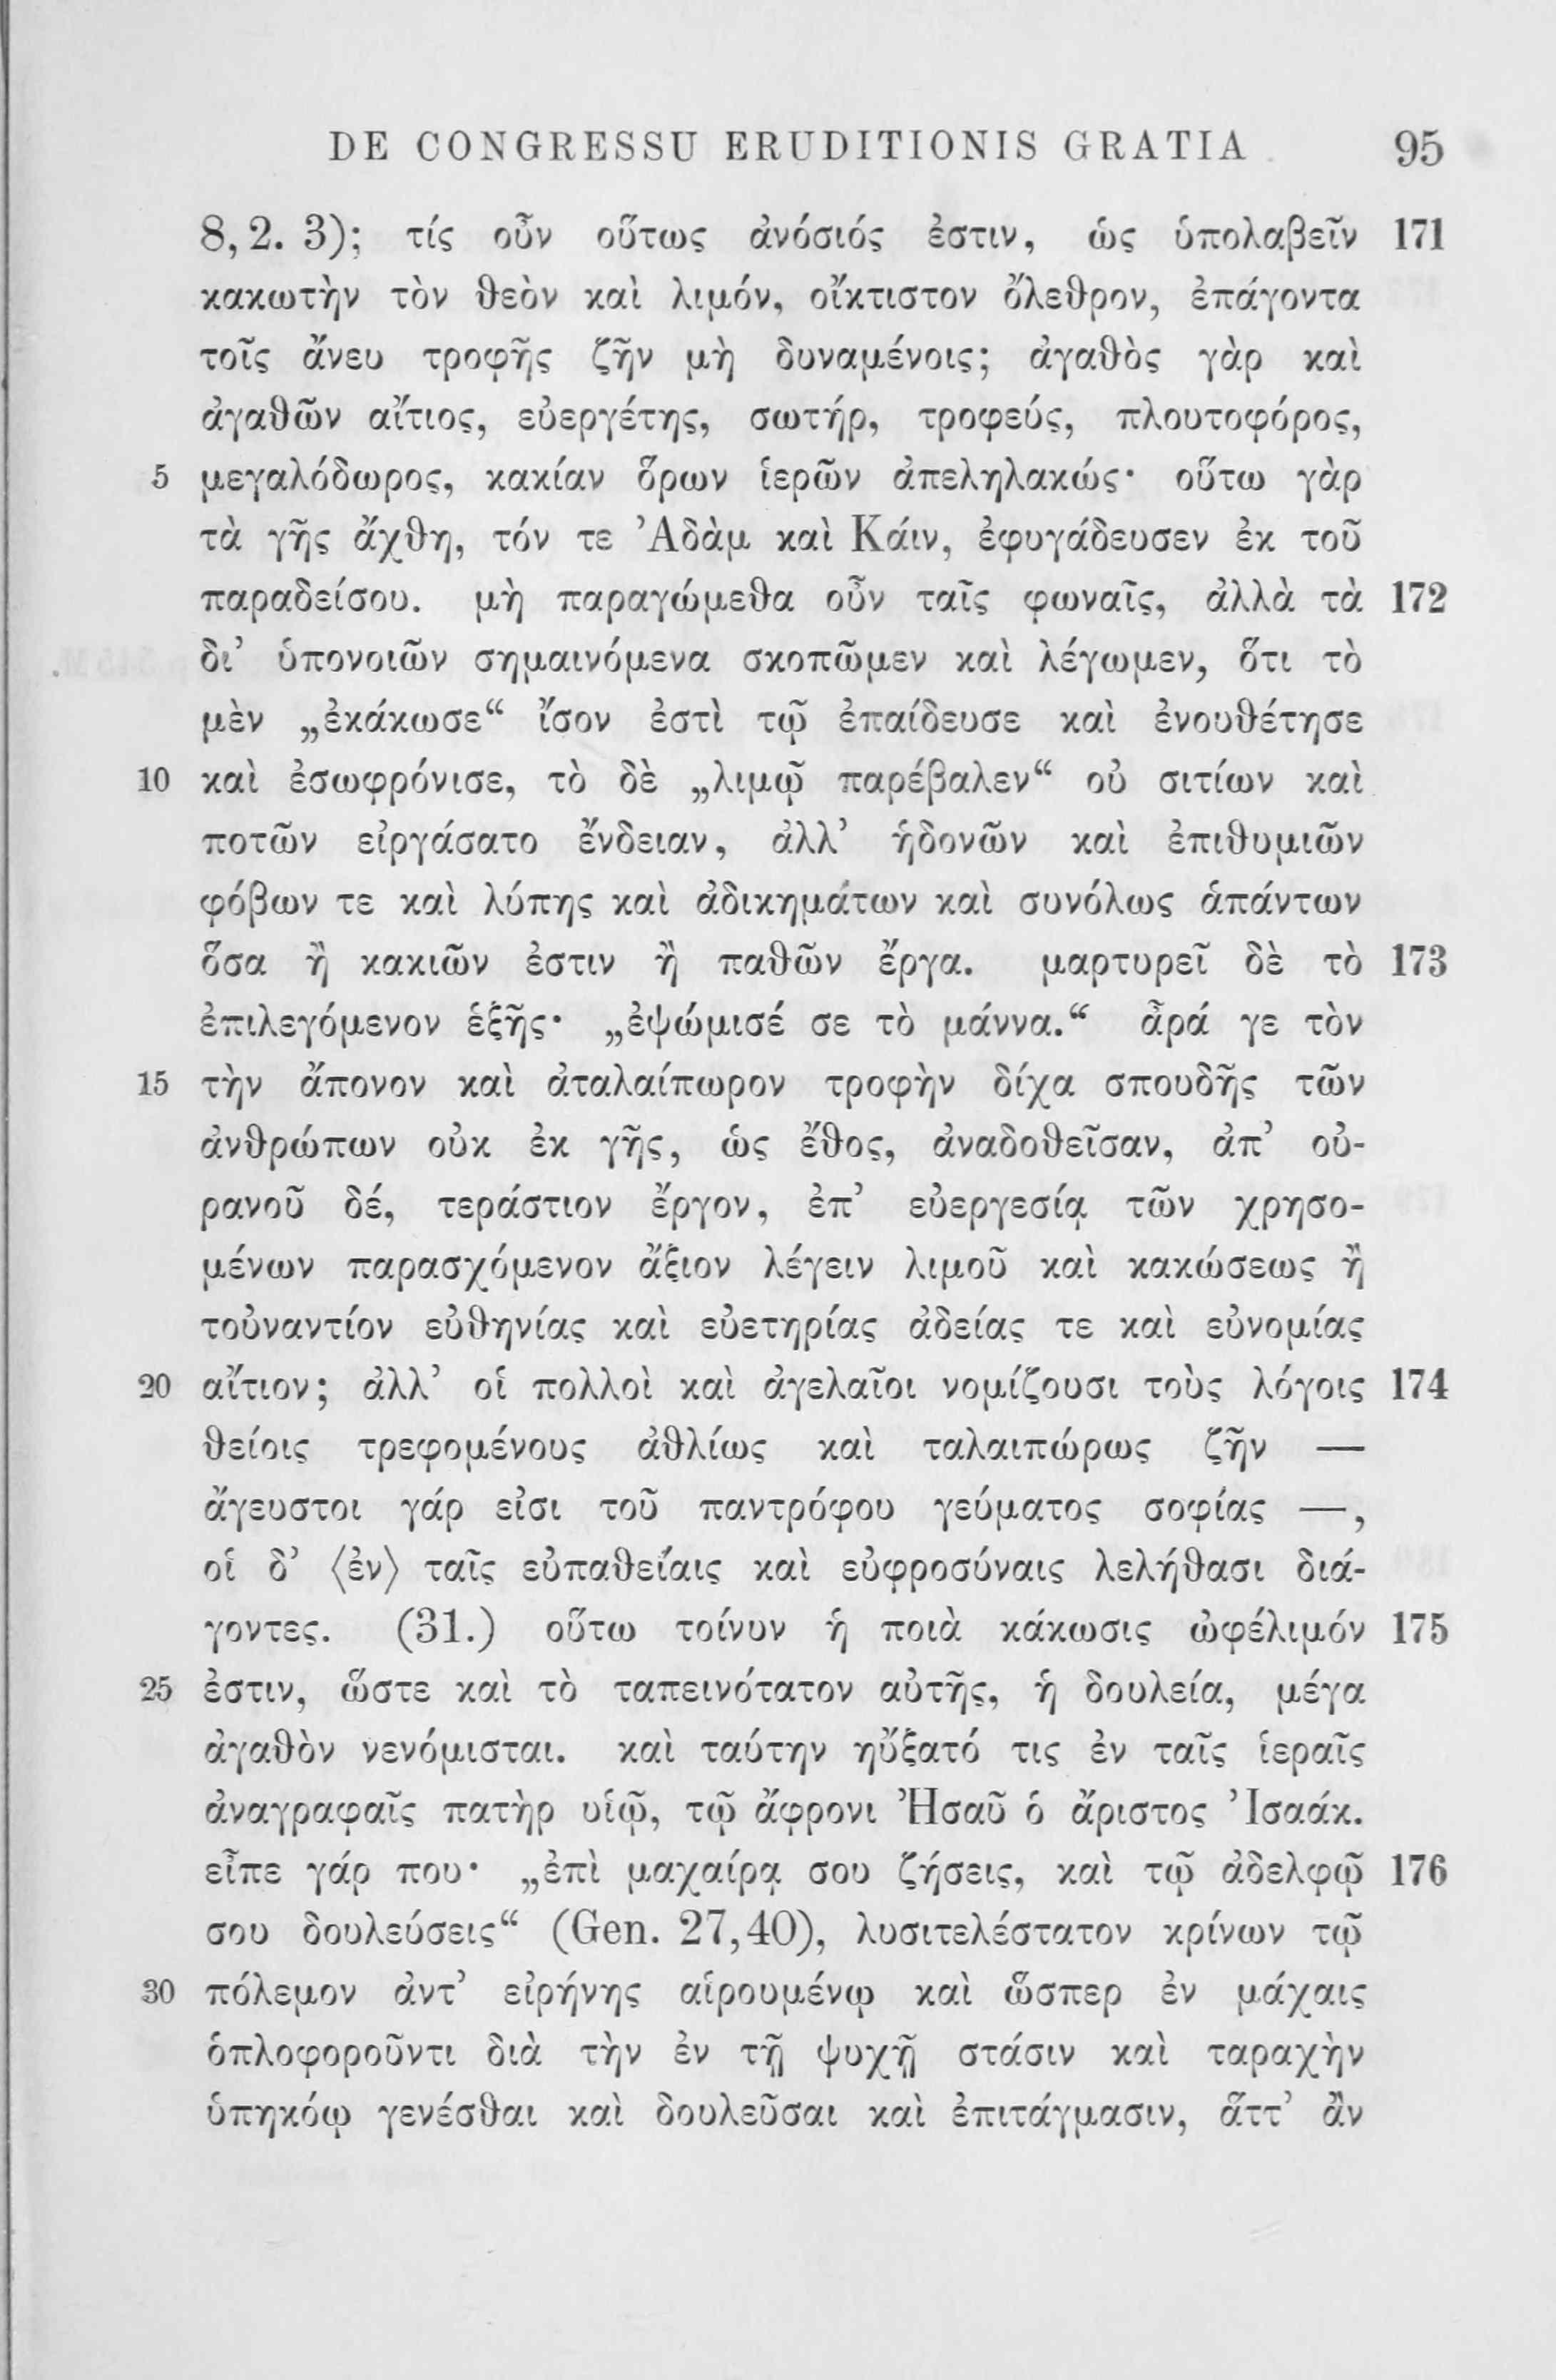 DE CONGRESSU ERUDITIONIS GRATIA 95
8, 2. 3); τίς οὖν οὕτως ἀνόσιός ἐστιν, ὡς ὑπολαβεῖν 171
κακωτὴν τὸν θεὸν καὶ λιμόν, οἴκτιστον ὄλεθρον, ἐπάγοντα
τοῖς ἄνευ τροφῆς ζῆν μὴ δυναμένοις; ἀγαθὸς γὰρ καὶ
ἀγαθῶν αἴτιος, εὐεργέτης, σωτήρ, τροφεύς, πλουτοφόρος,
5 μεγαλόδωρος, κακίαν ὅρων ἱερῶν ἀπεληλακώς· οὕτω γὰρ
τὰ γῆς ἄχθη, τόν τε Ἀδὰμ καὶ Κάιν, ἐφυγάδευσεν ἐκ τοῦ
παραδείσου. μὴ παραγώμεθα οὖν ταῖς φωναῖς, ἀλλὰ τὰ 172
δι’ ὑπονοιῶν σημαινόμενα σκοπῶμεν καὶ λέγωμεν, ὅτι τὸ
μὲν „ἐκάκωσε“ ἴσον ἐστὶ τῷ ἐπαίδευσε καὶ ἐνουθέτησε
10 καὶ ἐσωφρόνισε, τὸ δὲ „λιμῷ παρέβαλεν“ οὐ σιτίων καὶ
ποτῶν εἰργάσατο ἔνδειαν, ἀλλ’ ἡδονῶν καὶ ἐπιθυμιῶν
φόβων τε καὶ λύπης καὶ ἀδικημάτων καὶ συνόλως ἁπάντων
ὅσα ἢ κακιῶν ἐστιν ἢ παθῶν ἔργα. μαρτυρεῖ δὲ τὸ 173
ἐπιλεγόμενον ἑξῆς· „ἐψώμισέ σε τὸ μάννα.“ ἆρά γε τὸν
15 τὴν ἄπονον καὶ ἀταλαίπωρον τροφὴν δίχα σπουδῆς τῶν
ἀνθρώπων οὐκ ἐκ γῆς, ὡς ἔθος, ἀναδοθεῖσαν, ἀπ’ οὐ-
ρανοῦ δέ, τεράστιον ἔργον, ἐπ’ εὐεργεσίᾳ τῶν χρησο-
μένων παρασχόμενον ἄξιον λέγειν λιμοῦ καὶ κακώσεως ἢ
τοὐναντίον εὐθηνίας καὶ εὐετηρίας ἀδείας τε καὶ εὐνομίας
20 αἴτιον; ἀλλ’ οἱ πολλοὶ καὶ ἀγελαῖοι νομίζουσι τοὺς λόγοις 174
θείοις τρεφομένους ἀθλίως καὶ ταλαιπώρως ζῆν —
ἄγευστοι γάρ εἰσι τοῦ παντρόφου γεύματος σοφίας —,
οἱ δ’ ⟨ἐν⟩ ταῖς εὐπαθείαις καὶ εὐφροσύναις λελήθασι διά-
γοντες. (31.) οὕτω τοίνυν ἡ ποιὰ κάκωσις ὠφέλιμόν 175
25 ἐστιν, ὥστε καὶ τὸ ταπεινότατον αὐτῆς, ἡ δουλεία, μέγα
ἀγαθὸν νενόμισται. καὶ ταύτην ηὔξατό τις ἐν ταῖς ἱεραῖς
ἀναγραφαῖς πατὴρ υἱῷ, τῷ ἄφρονι Ἠσαῦ ὁ ἄριστος Ἰσαάκ.
εἶπε γάρ που· „ἐπὶ μαχαίρᾳ σου ζήσεις, καὶ τῷ ἀδελφῷ 176
σου δουλεύσεις“ (Gen. 27,40), λυσιτελέστατον κρίνων τῷ
30 πόλεμον ἀντ’ εἰρήνης αἱρουμένῳ καὶ ὥσπερ ἐν μάχαις
ὁπλοφοροῦντι διὰ τὴν ἐν τῇ ψυχῇ στάσιν καὶ ταραχὴν
ὑπηκόῳ γενέσθαι καὶ δουλεῦσαι καὶ ἐπιτάγμασιν, ἅττ’ ἂν